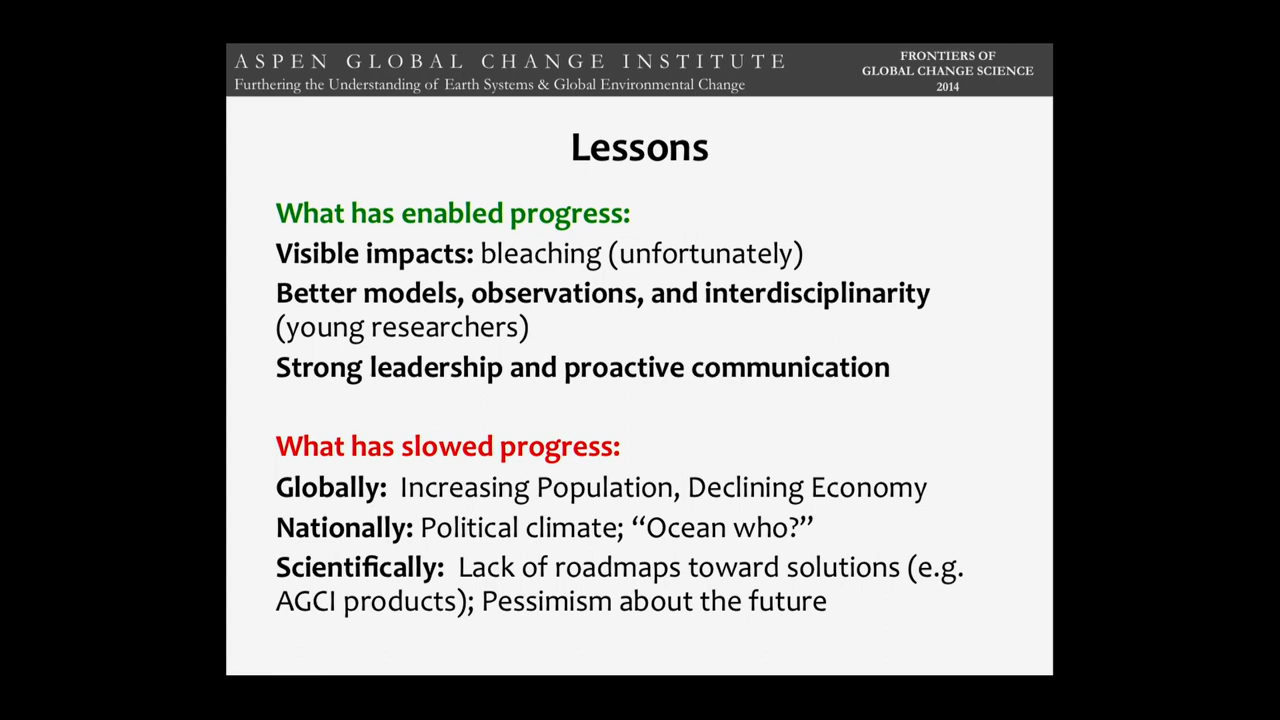 ASPEN GLOBAL CHANGE INSTITUTE
Furthering the Understanding of Earth Systems & Global Environmental Change
FRONTIERS OF
GLOBAL CHANGE SCIENCE
2014
Lessons
What has enabled progress:
Visible impacts: bleaching (unfortunately)
Better models, observations, and interdisciplinarity
(young researchers)
Strong leadership and proactive communication
What has slowed progress:
Globally: Increasing Population, Declining Economy
Nationally: Political climate; “Ocean who?”
Scientifically: Lack of roadmaps toward solutions (e.g.
AGCI products); Pessimism about the future